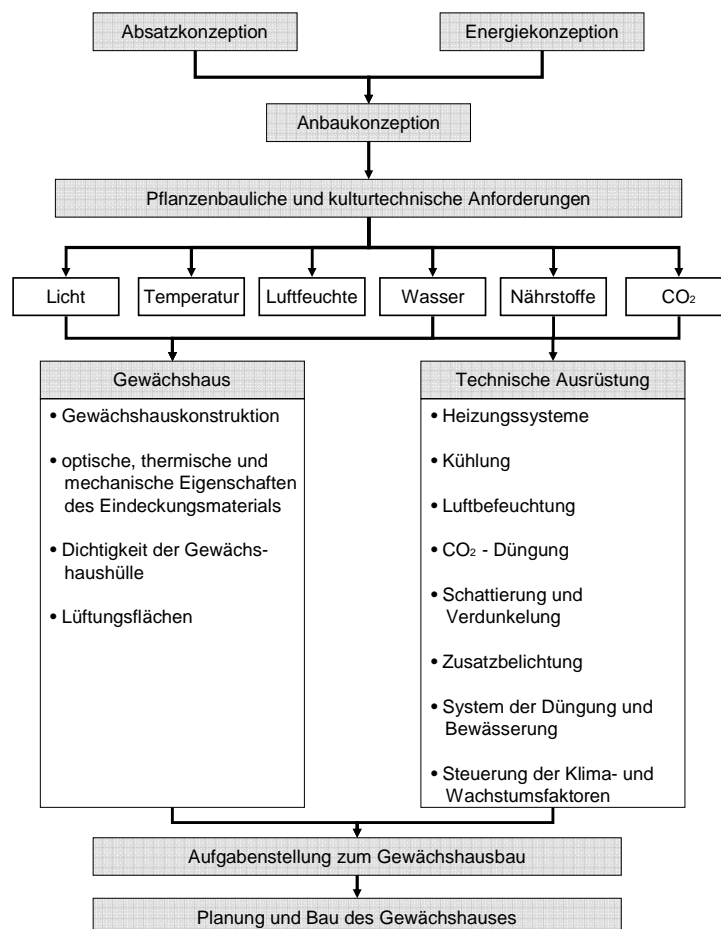 Absatzkonzeption
Energiekonzeption
Anbaukonzeption
Pflanzenbauliche und kulturtechnische Anforderungen
Licht
Temperatur
Luftfeuchte
Wasser
Nährstoffe
CO₂
Gewächshaus
• Gewächshauskonstruktion
• optische, thermische und
mechanische Eigenschaften
des Eindeckungsmaterials
• Dichtigkeit der Gewächs-
haushülle
• Lüftungsflächen
Technische Ausrüstung
• Heizungssysteme
• Kühlung
• Luftbefeuchtung
• CO₂ - Düngung
• Schattierung und
Verdunkelung
• Zusatzbelichtung
• System der Düngung und
Bewässerung
• Steuerung der Klima- und
Wachstumsfaktoren
Aufgabenstellung zum Gewächshausbau
Planung und Bau des Gewächshauses